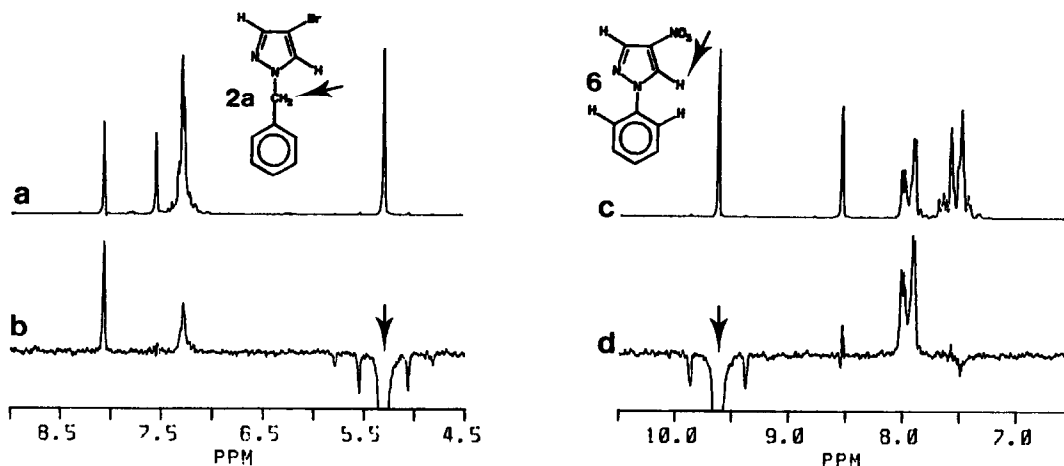 H Br
N
N H
2a CH₂
a
b
8.5 7.5 6.5 5.5 4.5
PPM
H NO₂
6 N
N H
H H
c
d
10.0 9.0 8.0 7.0
PPM